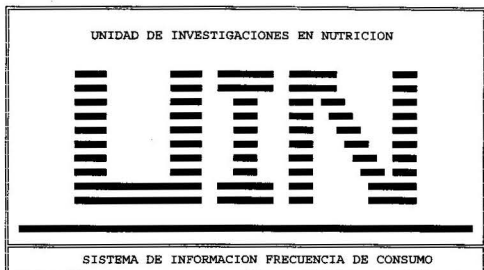 UNIDAD DE INVESTIGACIONES EN NUTRICION
UIN
SISTEMA DE INFORMACION FRECUENCIA DE CONSUMO